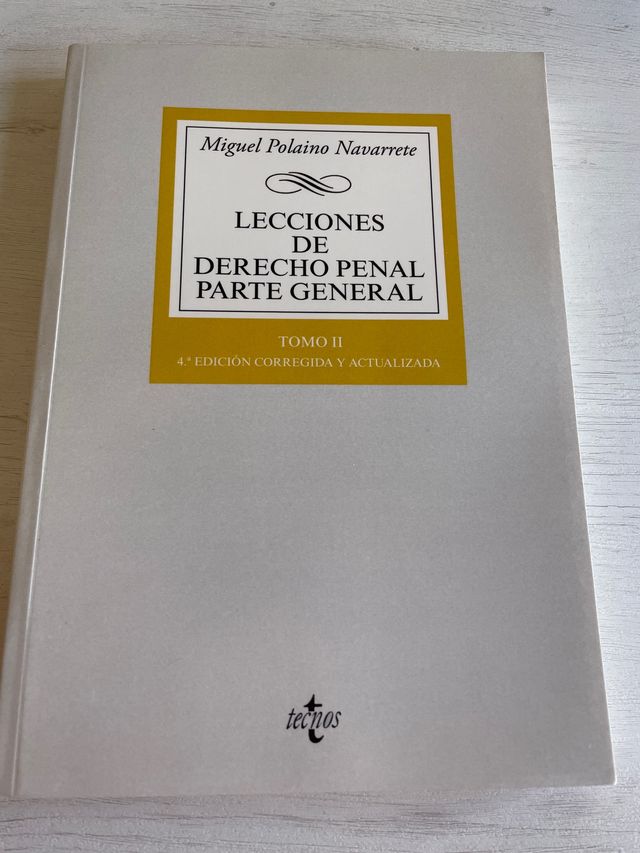 Miguel Polaino Navarrete
LECCIONES
DE
DERECHO PENAL
PARTE GENERAL
TOMO II
4.ª EDICIÓN CORREGIDA Y ACTUALIZADA
tecnos